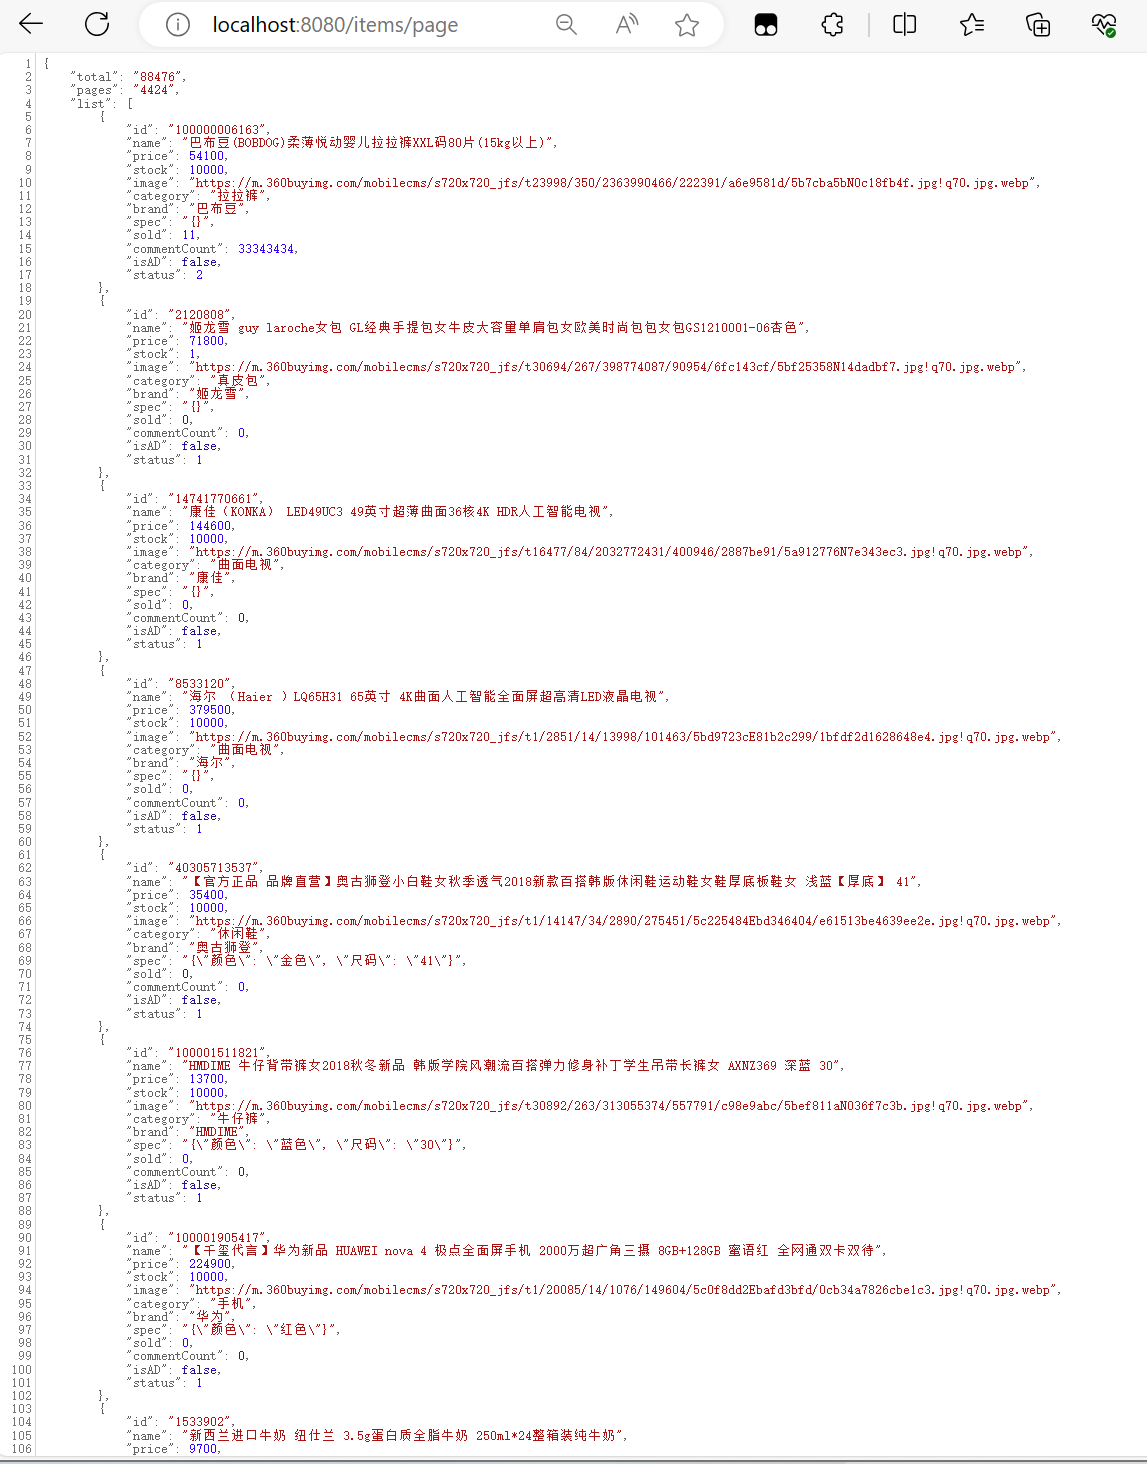 localhost:8080/items/page
1 {
2 "total": "88476",
3 "pages": "4424",
4 "list": [
5 {
6 "id": "100000006163",
7 "name": "巴布豆(BOBDOG)柔薄悦动婴儿拉拉裤XXL码80片(15kg以上)",
8 "price": 54100,
9 "stock": 10000,
10 "image": "https://m.360buyimg.com/mobilecms/s720x720_jfs/t23998/350/2363990466/222391/a6e9581d/5b7cba5bN0c18fb4f.jpg!q70.jpg.webp",
11 "category": "拉拉裤",
12 "brand": "巴布豆",
13 "spec": "{}",
14 "sold": 11,
15 "commentCount": 33343434,
16 "isAD": false,
17 "status": 2
18 },
19 {
20 "id": "2120808",
21 "name": "姬龙雪 guy laroche女包 GL经典手提包女牛皮大容量单肩包女欧美时尚包包女包GS1210001-06杏色",
22 "price": 71800,
23 "stock": 1,
24 "image": "https://m.360buyimg.com/mobilecms/s720x720_jfs/t30694/267/398774087/90954/6fc143cf/5bf25358N14dadbf7.jpg!q70.jpg.webp",
25 "category": "真皮包",
26 "brand": "姬龙雪",
27 "spec": "{}",
28 "sold": 0,
29 "commentCount": 0,
30 "isAD": false,
31 "status": 1
32 },
33 {
34 "id": "14741770661",
35 "name": "康佳（KONKA） LED49UC3 49英寸超薄曲面36核4K HDR人工智能电视",
36 "price": 144600,
37 "stock": 10000,
38 "image": "https://m.360buyimg.com/mobilecms/s720x720_jfs/t16477/84/2032772431/400946/2887be91/5a912776N7e343ec3.jpg!q70.jpg.webp",
39 "category": "曲面电视",
40 "brand": "康佳",
41 "spec": "{}",
42 "sold": 0,
43 "commentCount": 0,
44 "isAD": false,
45 "status": 1
46 },
47 {
48 "id": "8533120",
49 "name": "海尔 （Haier ）LQ65H31 65英寸 4K曲面人工智能全面屏超高清LED液晶电视",
50 "price": 379500,
51 "stock": 10000,
52 "image": "https://m.360buyimg.com/mobilecms/s720x720_jfs/t1/2851/14/13998/101463/5bd9723cE81b2c299/1bfdf2d1628648e4.jpg!q70.jpg.webp",
53 "category": "曲面电视",
54 "brand": "海尔",
55 "spec": "{}",
56 "sold": 0,
57 "commentCount": 0,
58 "isAD": false,
59 "status": 1
60 },
61 {
62 "id": "40305713537",
63 "name": "【官方正品 品牌直营】奥古狮登小白鞋女秋季透气2018新款百搭韩版休闲鞋运动鞋女鞋厚底板鞋女 浅蓝【厚底】 41",
64 "price": 35400,
65 "stock": 10000,
66 "image": "https://m.360buyimg.com/mobilecms/s720x720_jfs/t1/14147/34/2890/275451/5c225484Ebd346404/e61513be4639ee2e.jpg!q70.jpg.webp",
67 "category": "休闲鞋",
68 "brand": "奥古狮登",
69 "spec": "{\"颜色\": \"金色\", \"尺码\": \"41\"}",
70 "sold": 0,
71 "commentCount": 0,
72 "isAD": false,
73 "status": 1
74 },
75 {
76 "id": "100001511821",
77 "name": "HMDIME 牛仔背带裤女2018秋冬新品 韩版学院风潮流百搭弹力修身补丁学生吊带长裤女 AXNZ369 深蓝 30",
78 "price": 13700,
79 "stock": 10000,
80 "image": "https://m.360buyimg.com/mobilecms/s720x720_jfs/t30892/263/313055374/557791/c98e9abc/5bef811aN036f7c3b.jpg!q70.jpg.webp",
81 "category": "牛仔裤",
82 "brand": "HMDIME",
83 "spec": "{\"颜色\": \"蓝色\", \"尺码\": \"30\"}",
84 "sold": 0,
85 "commentCount": 0,
86 "isAD": false,
87 "status": 1
88 },
89 {
90 "id": "100001905417",
91 "name": "【千玺代言】华为新品 HUAWEI nova 4 极点全面屏手机 2000万超广角三摄 8GB+128GB 蜜语红 全网通双卡双待",
92 "price": 224900,
93 "stock": 10000,
94 "image": "https://m.360buyimg.com/mobilecms/s720x720_jfs/t1/20085/14/1076/149604/5c0f8dd2Ebafd3bfd/0cb34a7826cbe1c3.jpg!q70.jpg.webp",
95 "category": "手机",
96 "brand": "华为",
97 "spec": "{\"颜色\": \"红色\"}",
98 "sold": 0,
99 "commentCount": 0,
100 "isAD": false,
101 "status": 1
102 },
103 {
104 "id": "1533902",
105 "name": "新西兰进口牛奶 纽仕兰 3.5g蛋白质全脂牛奶 250ml*24整箱装纯牛奶",
106 "price": 9700,